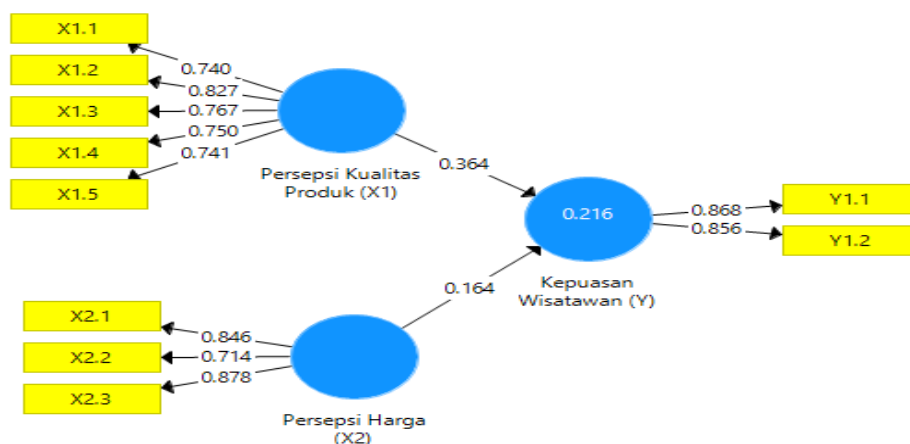 X1.1
X1.2
X1.3
X1.4
X1.5
0.740
0.827
0.767
0.750
0.741
Persepsi Kualitas
Produk (X1)
0.364
0.216
Kepuasan
Wisatawan (Y)
0.868
0.856
Y1.1
Y1.2
0.164
X2.1
X2.2
X2.3
0.846
0.714
0.878
Persepsi Harga
(X2)